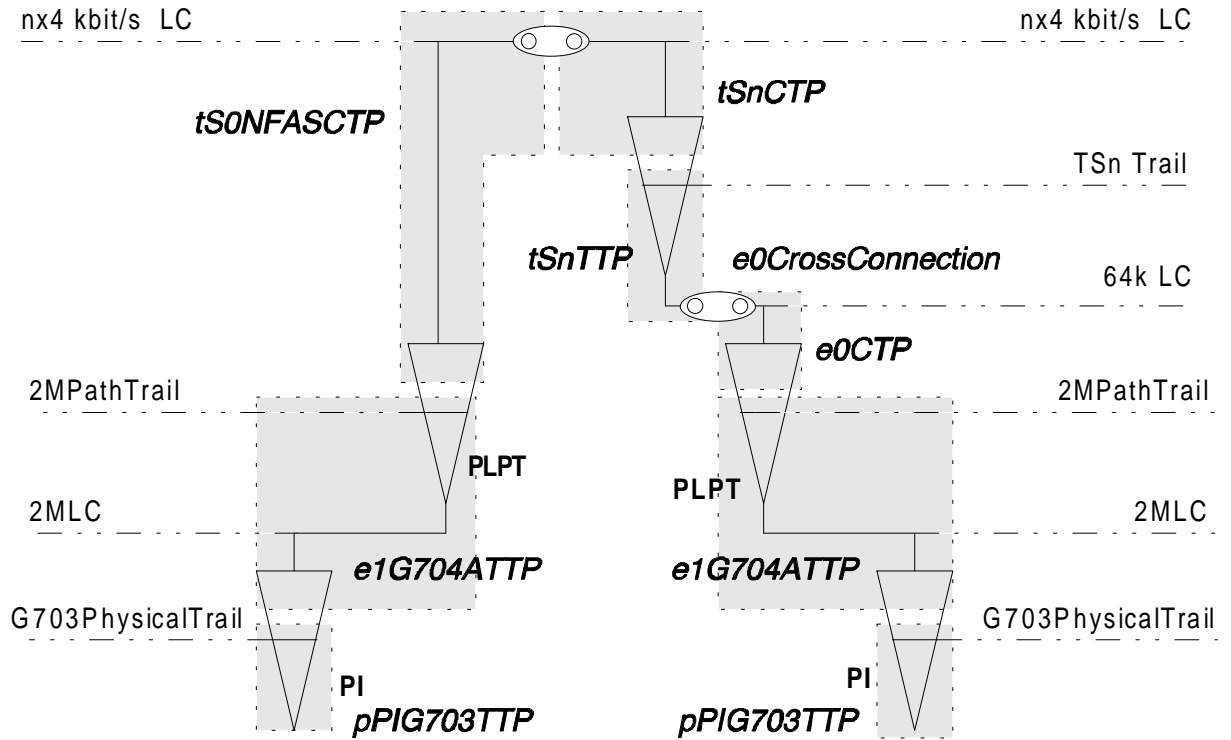 nx4 kbit/s LC
nx4 kbit/s LC
tSnCTP
tS0NFASCTP
TSn Trail
tSnTTP
e0CrossConnection
64k LC
e0CTP
2MPathTrail
2MPathTrail
PLPT
PLPT
2MLC
2MLC
e1G704ATTP
e1G704ATTP
G703PhysicalTrail
G703PhysicalTrail
PI
PI
pPIG703TTP
pPIG703TTP